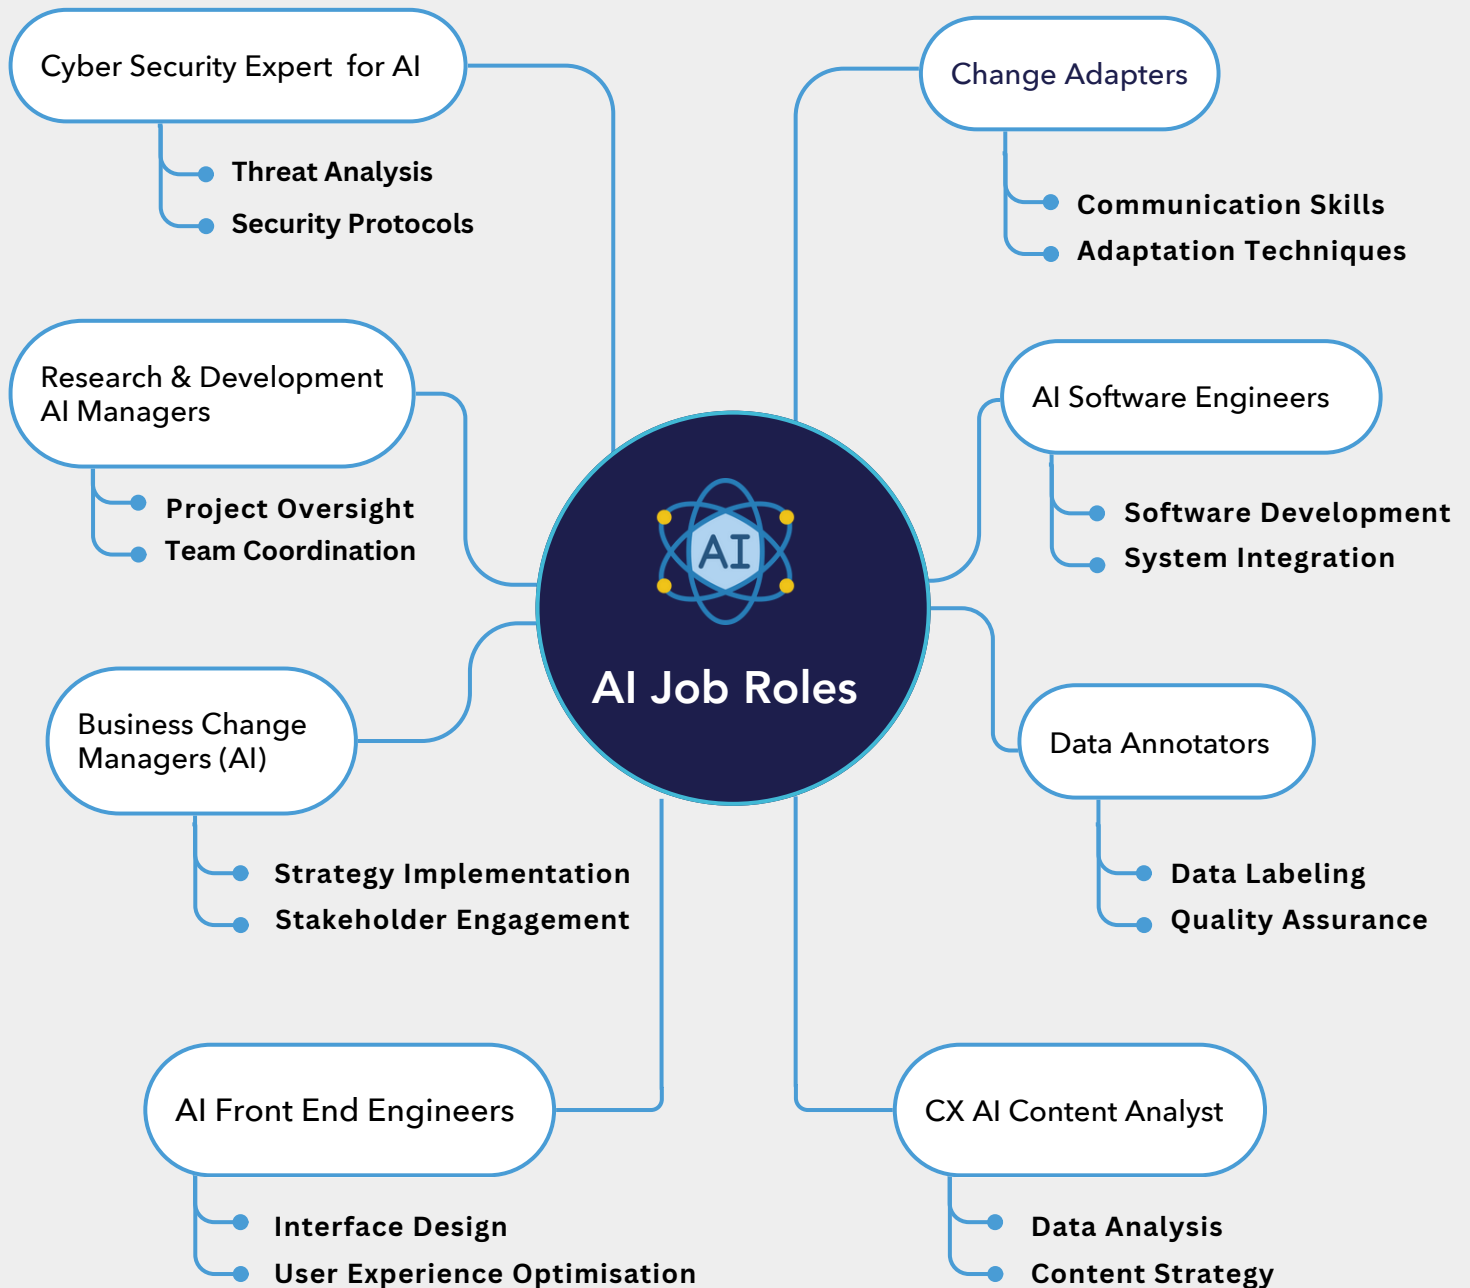 Cyber Security Expert for AI
Threat Analysis
Security Protocols
Research & Development
AI Managers
Project Oversight
Team Coordination
Business Change
Managers (AI)
Strategy Implementation
Stakeholder Engagement
AI Front End Engineers
Interface Design
User Experience Optimisation
AI
AI Job Roles
Change Adapters
Communication Skills
Adaptation Techniques
AI Software Engineers
Software Development
System Integration
Data Annotators
Data Labeling
Quality Assurance
CX AI Content Analyst
Data Analysis
Content Strategy